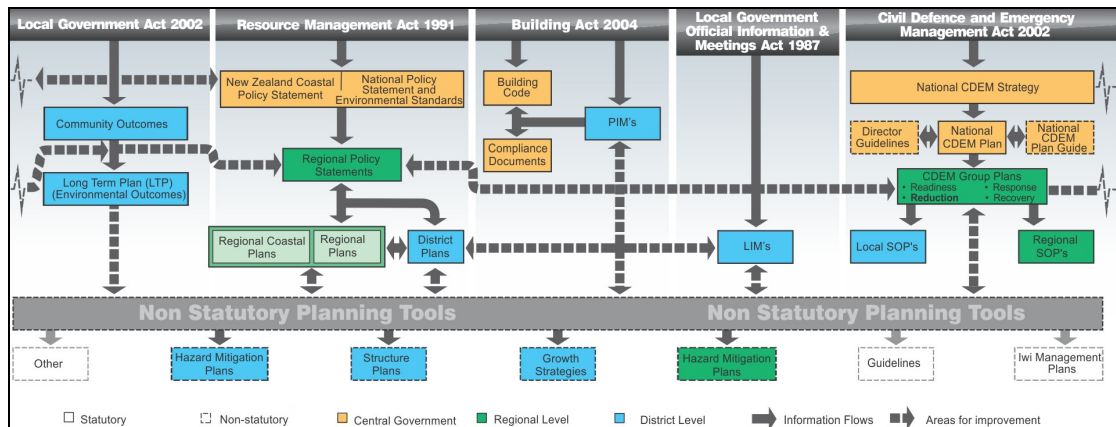 Local Government Act 2002
Resource Management Act 1991
Building Act 2004
Local Government
Official Information &
Meetings Act 1987
Civil Defence and Emergency
Management Act 2002
New Zealand Coastal
Policy Statement
National Policy
Statement and
Environmental Standards
Building
Code
National CDEM Strategy
Community Outcomes
PIM's
Director
Guidelines
National
CDEM Plan
National
CDEM
Plan Guide
Compliance
Documents
Regional Policy
Statements
Long Term Plan (LTP)
(Environmental Outcomes)
CDEM Group Plans
• Readiness • Response
• Reduction • Recovery
Regional Coastal
Plans
Regional
Plans
District
Plans
LIM's
Local SOP's
Regional
SOP's
Non Statutory Planning Tools
Non Statutory Planning Tools
Other
Hazard Mitigation
Plans
Structure
Plans
Growth
Strategies
Hazard Mitigation
Plans
Guidelines
Iwi Management
Plans
Statutory
Non-statutory
Central Government
Regional Level
District Level
Information Flows
Areas for improvement